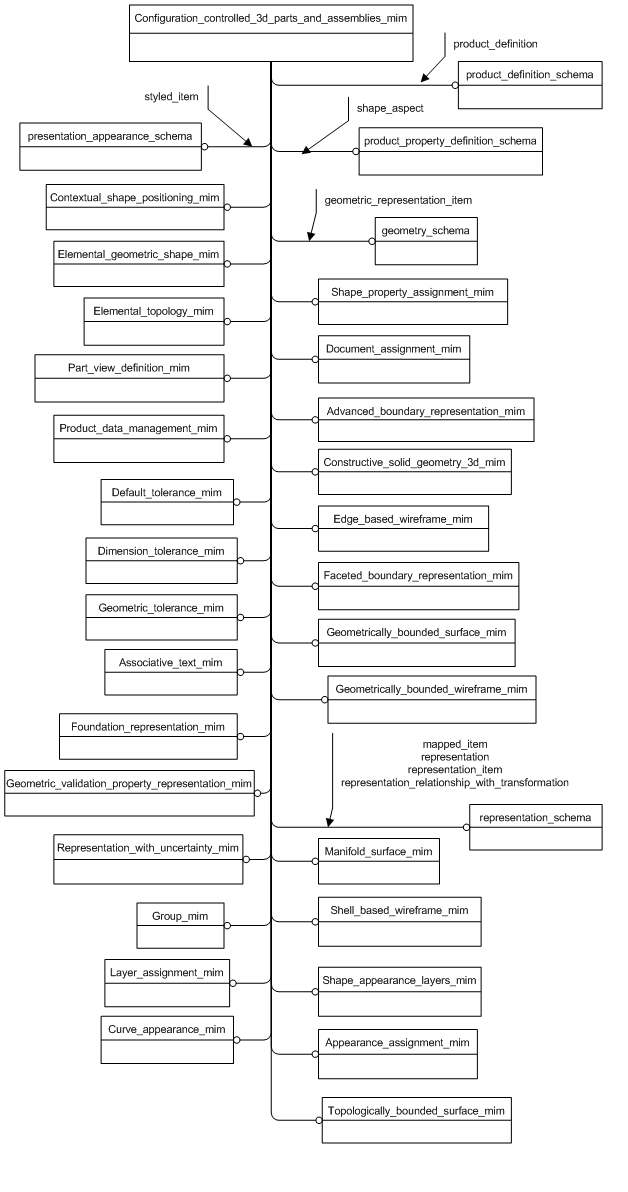 Configuration_controlled_3d_parts_and_assemblies_mim
product_definition
product_definition_schema
styled_item
shape_aspect
presentation_appearance_schema
product_property_definition_schema
Contextual_shape_positioning_mim
geometric_representation_item
geometry_schema
Elemental_geometric_shape_mim
Shape_property_assignment_mim
Elemental_topology_mim
Document_assignment_mim
Part_view_definition_mim
Advanced_boundary_representation_mim
Product_data_management_mim
Constructive_solid_geometry_3d_mim
Default_tolerance_mim
Edge_based_wireframe_mim
Dimension_tolerance_mim
Faceted_boundary_representation_mim
Geometric_tolerance_mim
Geometrically_bounded_surface_mim
Associative_text_mim
Geometrically_bounded_wireframe_mim
Foundation_representation_mim
mapped_item
representation
representation_item
representation_relationship_with_transformation
Geometric_validation_property_representation_mim
representation_schema
Representation_with_uncertainty_mim
Manifold_surface_mim
Group_mim
Shell_based_wireframe_mim
Layer_assignment_mim
Shape_appearance_layers_mim
Curve_appearance_mim
Appearance_assignment_mim
Topologically_bounded_surface_mim